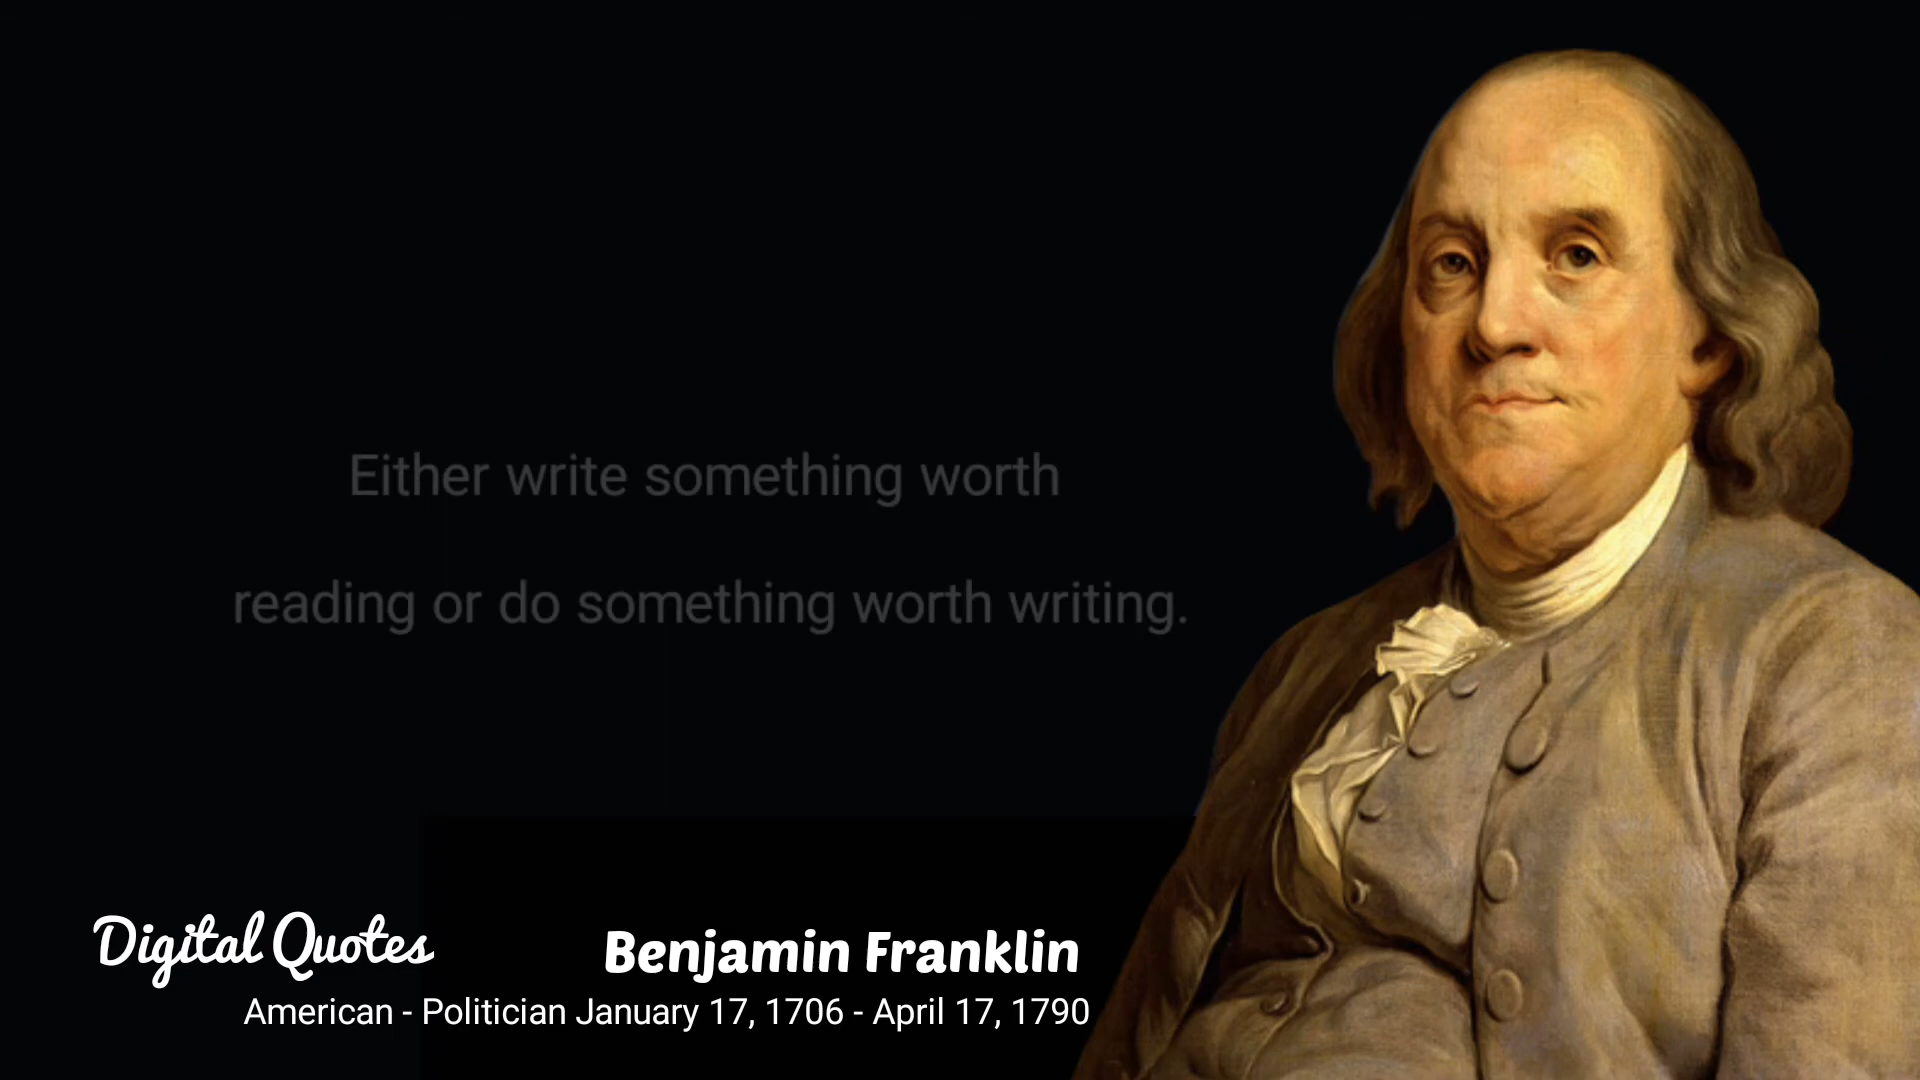 Either write something worth
reading or do something worth writing.
Digital Quotes
Benjamin Franklin
American - Politician January 17, 1706 - April 17, 1790